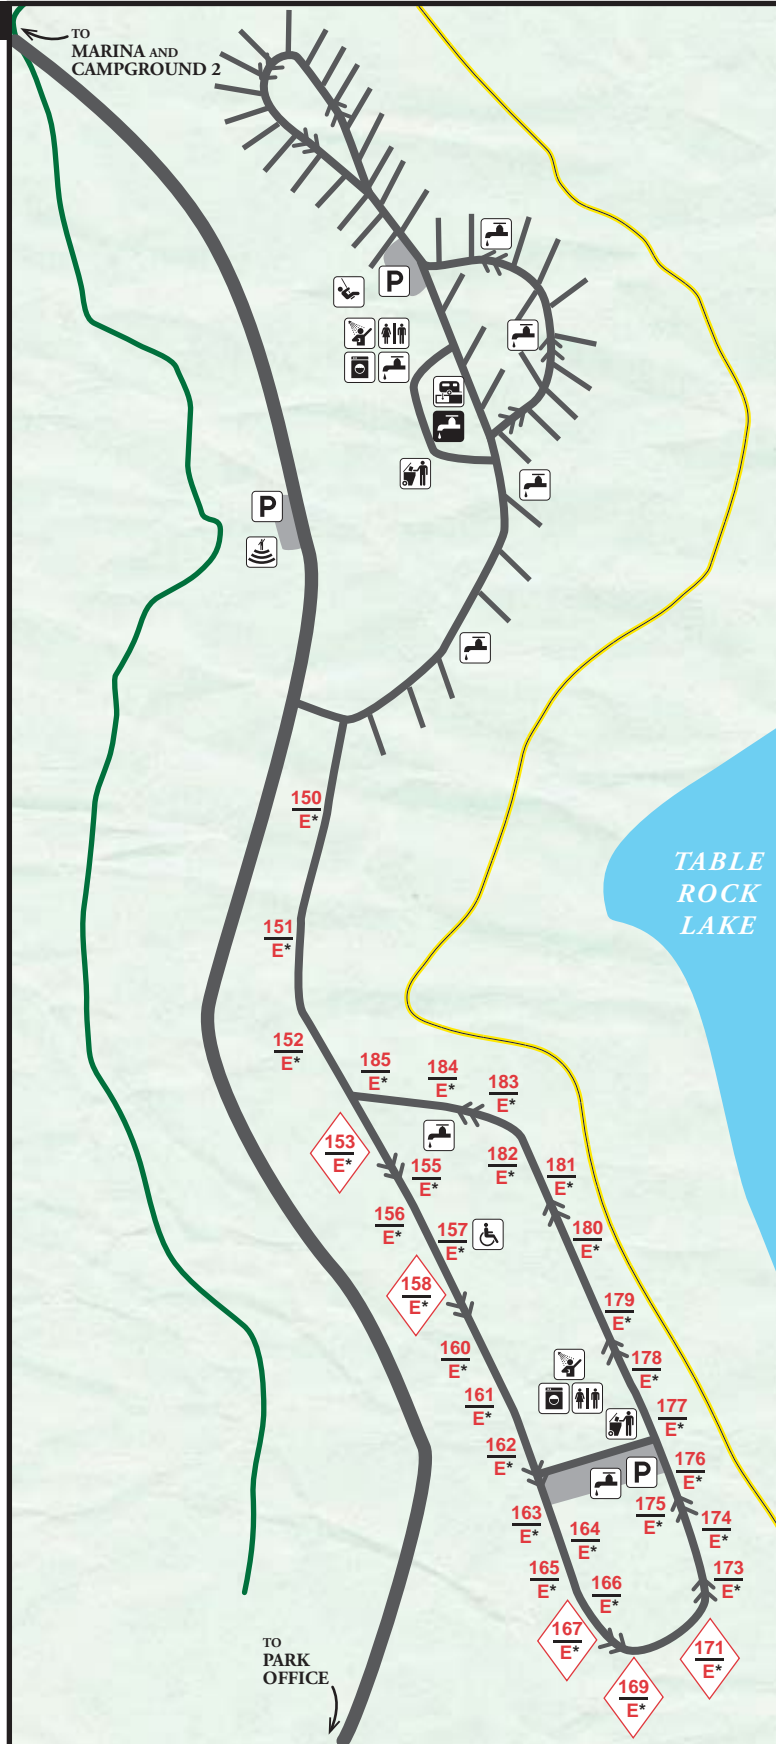 TO
MARINA AND
CAMPGROUND 2
P
P
150
E*
TABLE
ROCK
LAKE
151
E*
152
E*
185
E*
184
E*
183
E*
153
E*
155
E*
182
E*
181
E*
156
E*
157
E*
180
E*
158
E*
179
E*
160
E*
178
E*
161
E*
177
E*
162
E*
P
176
E*
163
E*
164
E*
175
E*
174
E*
165
E*
166
E*
173
E*
167
E*
171
E*
169
E*
TO
PARK
OFFICE